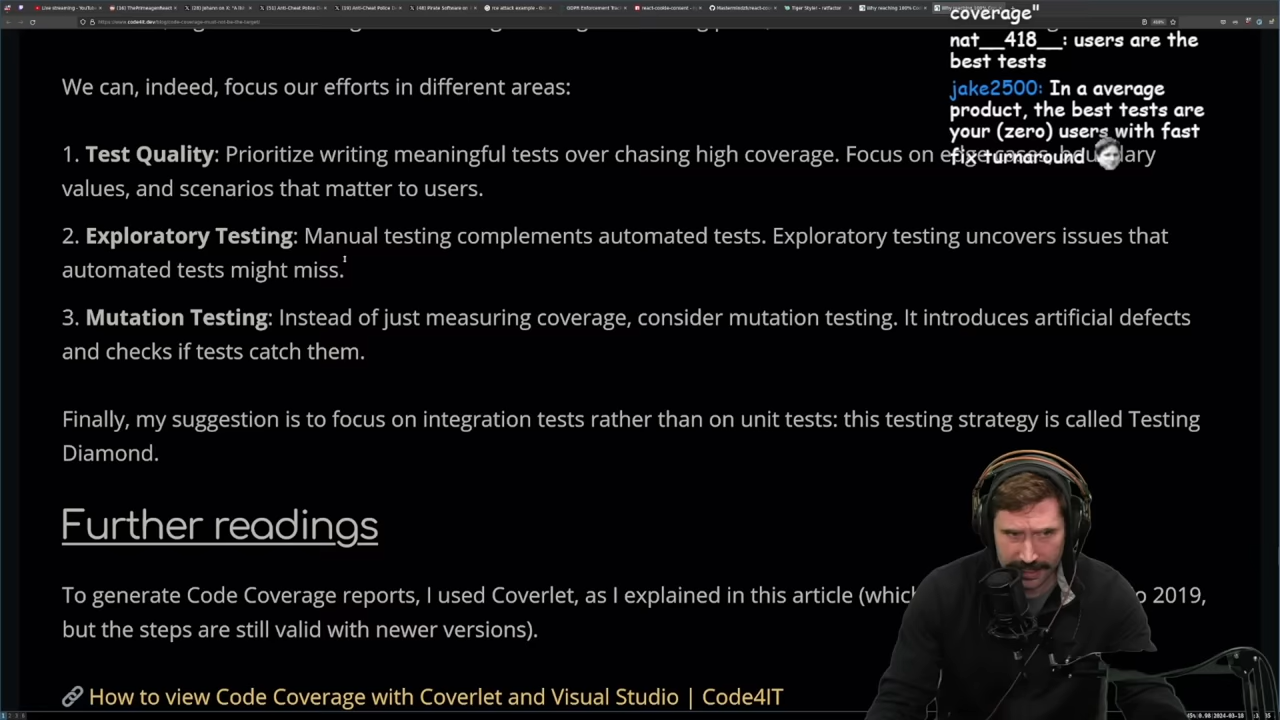 coverage"
nat__418__: users are the
best tests
jake2500: In a average
product, the best tests are
your (zero) users with fast
fix turnaround
We can, indeed, focus our efforts in different areas:
1. Test Quality: Prioritize writing meaningful tests over chasing high coverage. Focus on edge cases, boundary
values, and scenarios that matter to users.
2. Exploratory Testing: Manual testing complements automated tests. Exploratory testing uncovers issues that
automated tests might miss.
3. Mutation Testing: Instead of just measuring coverage, consider mutation testing. It introduces artificial defects
and checks if tests catch them.
Finally, my suggestion is to focus on integration tests rather than on unit tests: this testing strategy is called Testing
Diamond.
Further readings
To generate Code Coverage reports, I used Coverlet, as I explained in this article (which 2019,
but the steps are still valid with newer versions).
How to view Code Coverage with Coverlet and Visual Studio | Code4IT